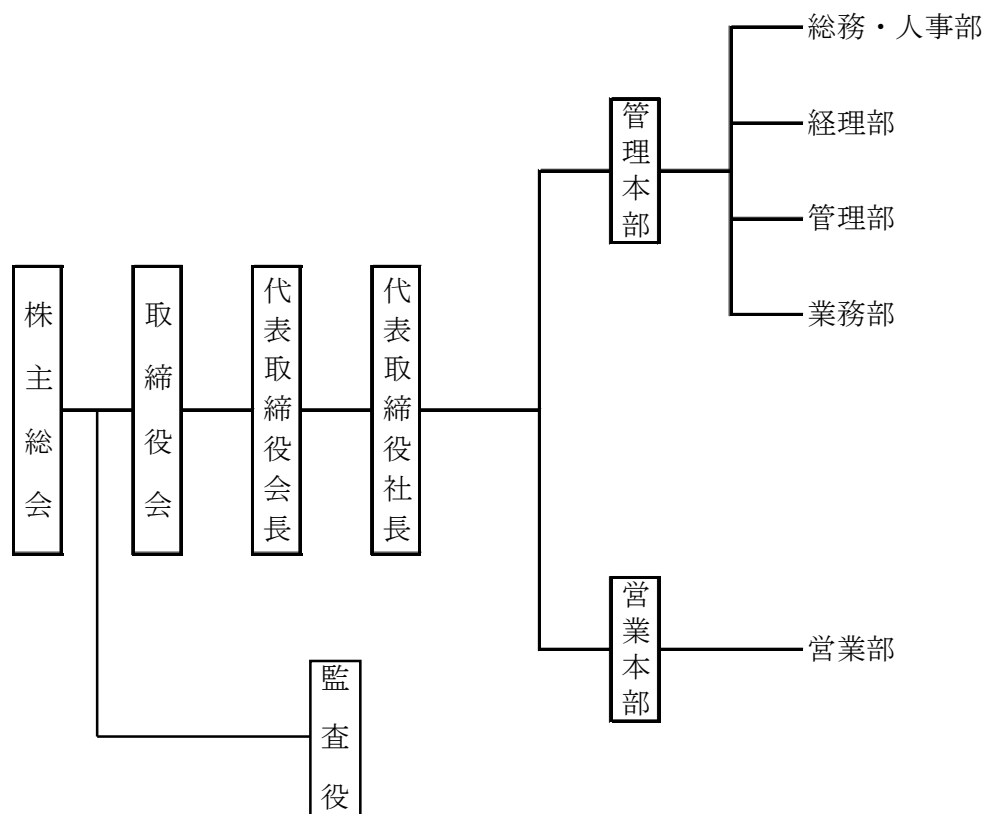 株主総会
取締役会
代表取締役会長
代表取締役社長
管理本部
総務・人事部
経理部
管理部
業務部
営業本部
営業部
監査役